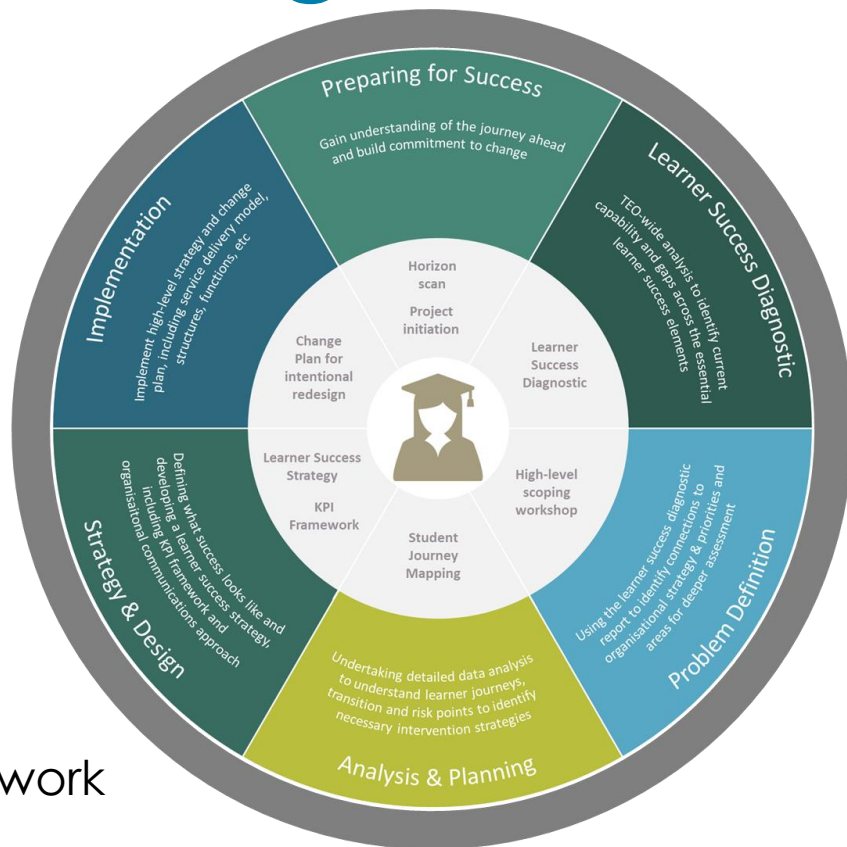 Preparing for Success
Gain understanding of the journey ahead
and build commitment to change
Learner Success Diagnostic
TEO-wide analysis to identify current
capability and gaps across the essential
learner success elements
Problem Definition
Using the learner success diagnostic
report to identify connections to
organisational strategy & priorities and
areas for deeper assessment
Analysis & Planning
Undertaking detailed data analysis
to understand learner journeys,
transition and risk points to identify
necessary intervention strategies
Strategy & Design
Defining what success looks like and
developing a learner success strategy,
including KPI framework and
organisaitonal communications approach
Implementation
Implement high-level strategy and change
plan, including service delivery model,
structures, functions, etc
Horizon
scan
Project
initiation
Learner
Success
Diagnostic
High-level
scoping
workshop
Student
Journey
Mapping
Learner Success
Strategy
KPI
Framework
Change
Plan for
intentional
redesign
work